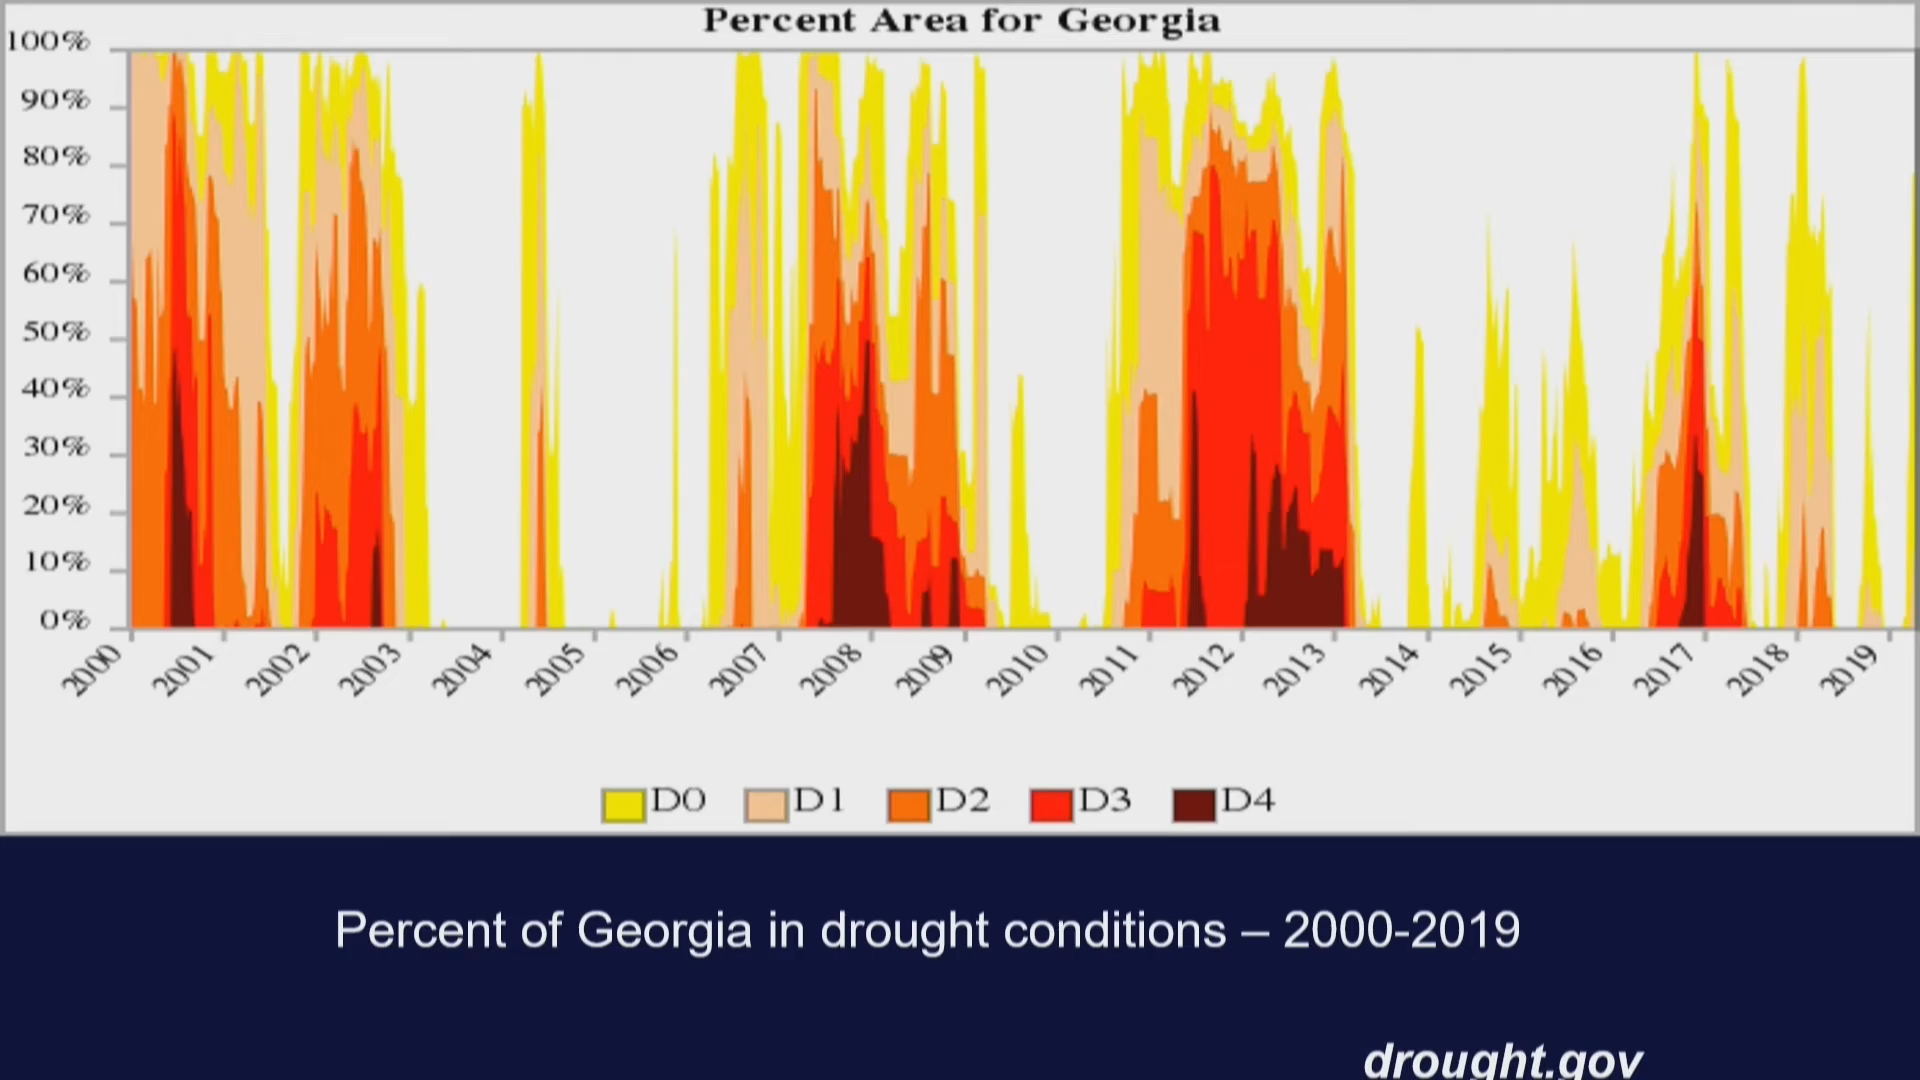 Percent Area for Georgia
100%
90%
80%
70%
60%
50%
40%
30%
20%
10%
0%
2000 2001 2002 2003 2004 2005 2006 2007 2008 2009 2010 2011 2012 2013 2014 2015 2016 2017 2018 2019
D0 D1 D2 D3 D4
Percent of Georgia in drought conditions – 2000-2019
drought.gov